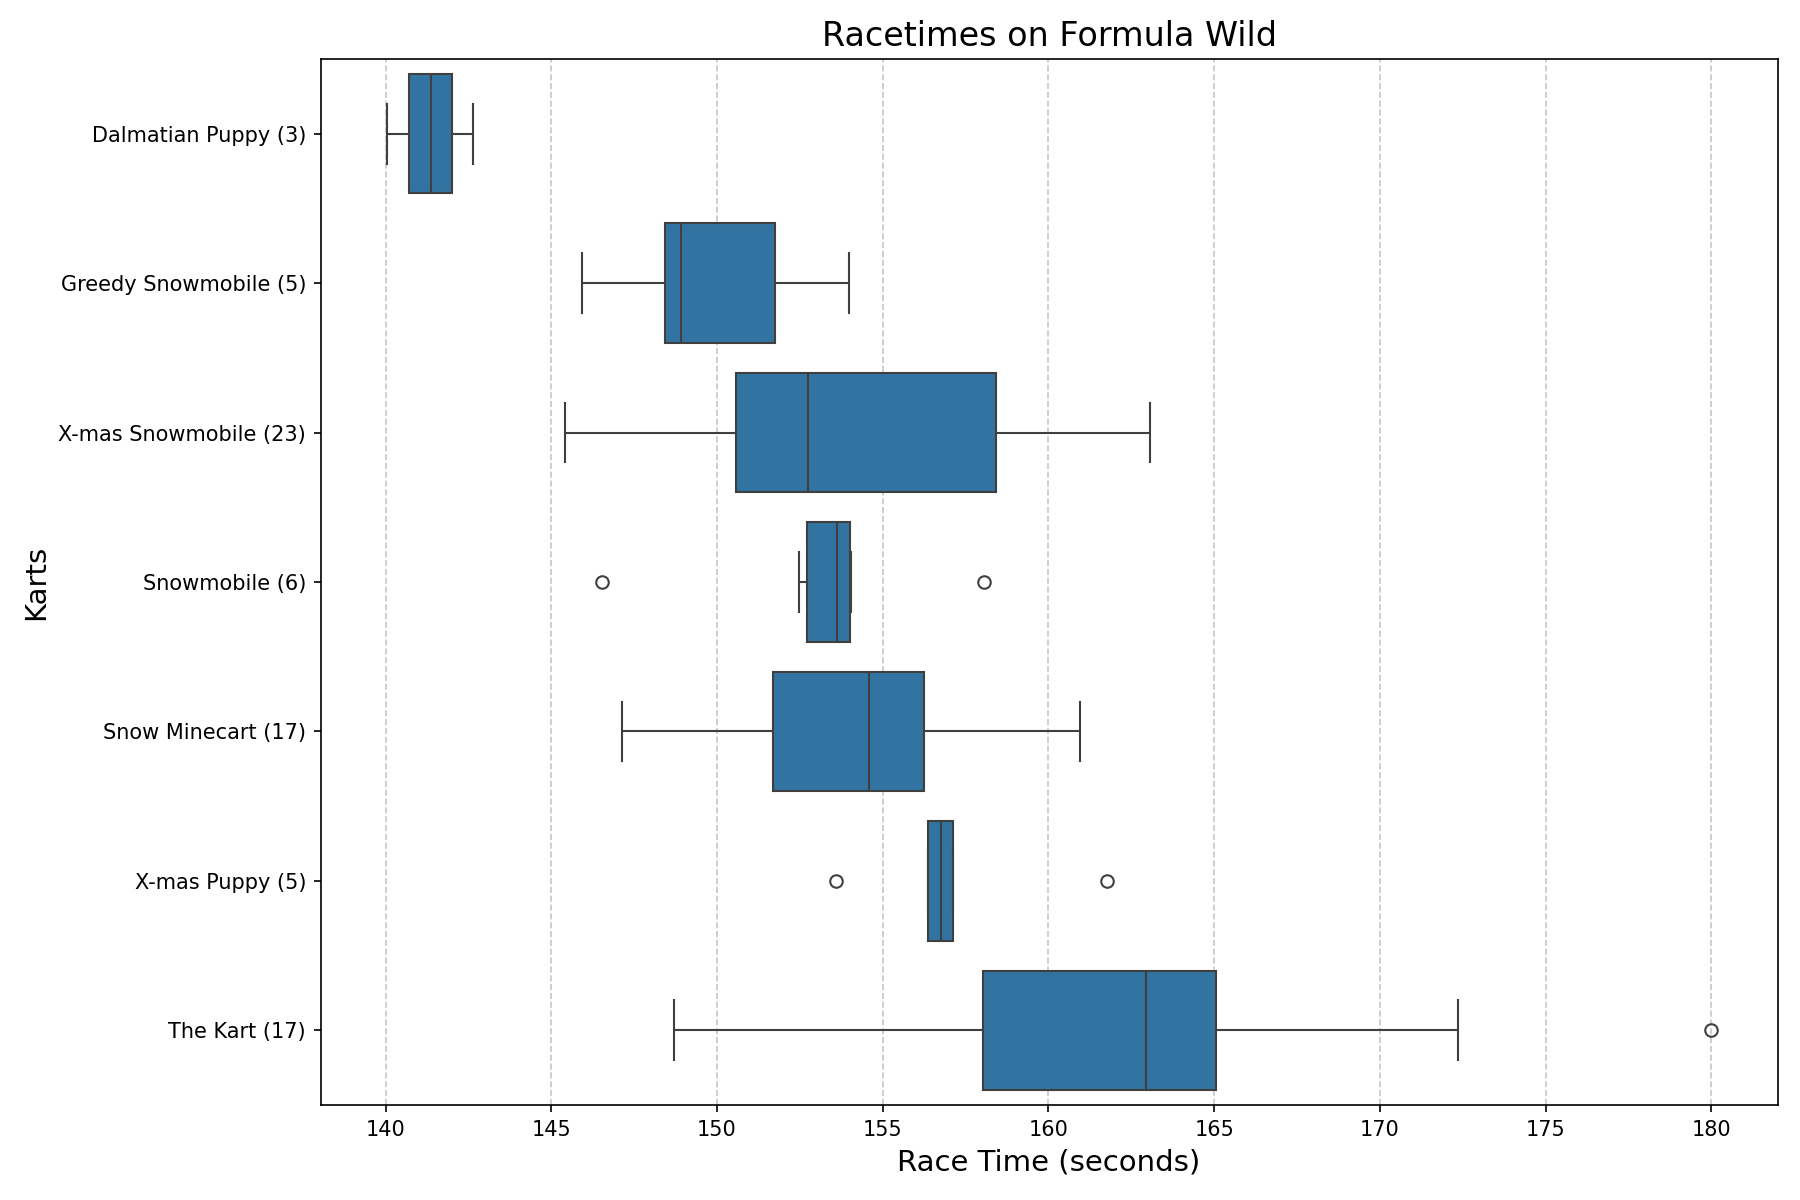 Racetimes on Formula Wild
Karts
Dalmatian Puppy (3)
Greedy Snowmobile (5)
X-mas Snowmobile (23)
Snowmobile (6)
Snow Minecart (17)
X-mas Puppy (5)
The Kart (17)
140 145 150 155 160 165 170 175 180
Race Time (seconds)